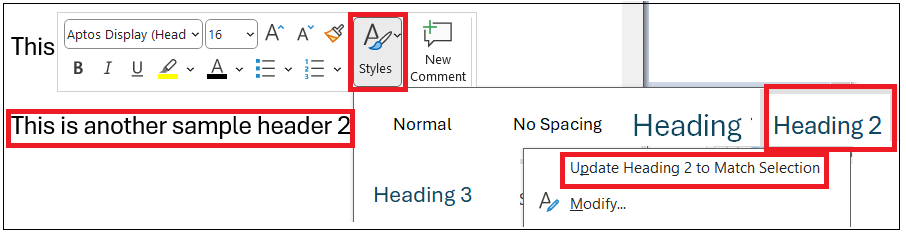 Aptos Display (Head
16
A A
This
B I U A
Styles
New
Comment
This is another sample header 2
Normal
No Spacing
Heading
Heading 2
Update Heading 2 to Match Selection
Heading 3
Modify...